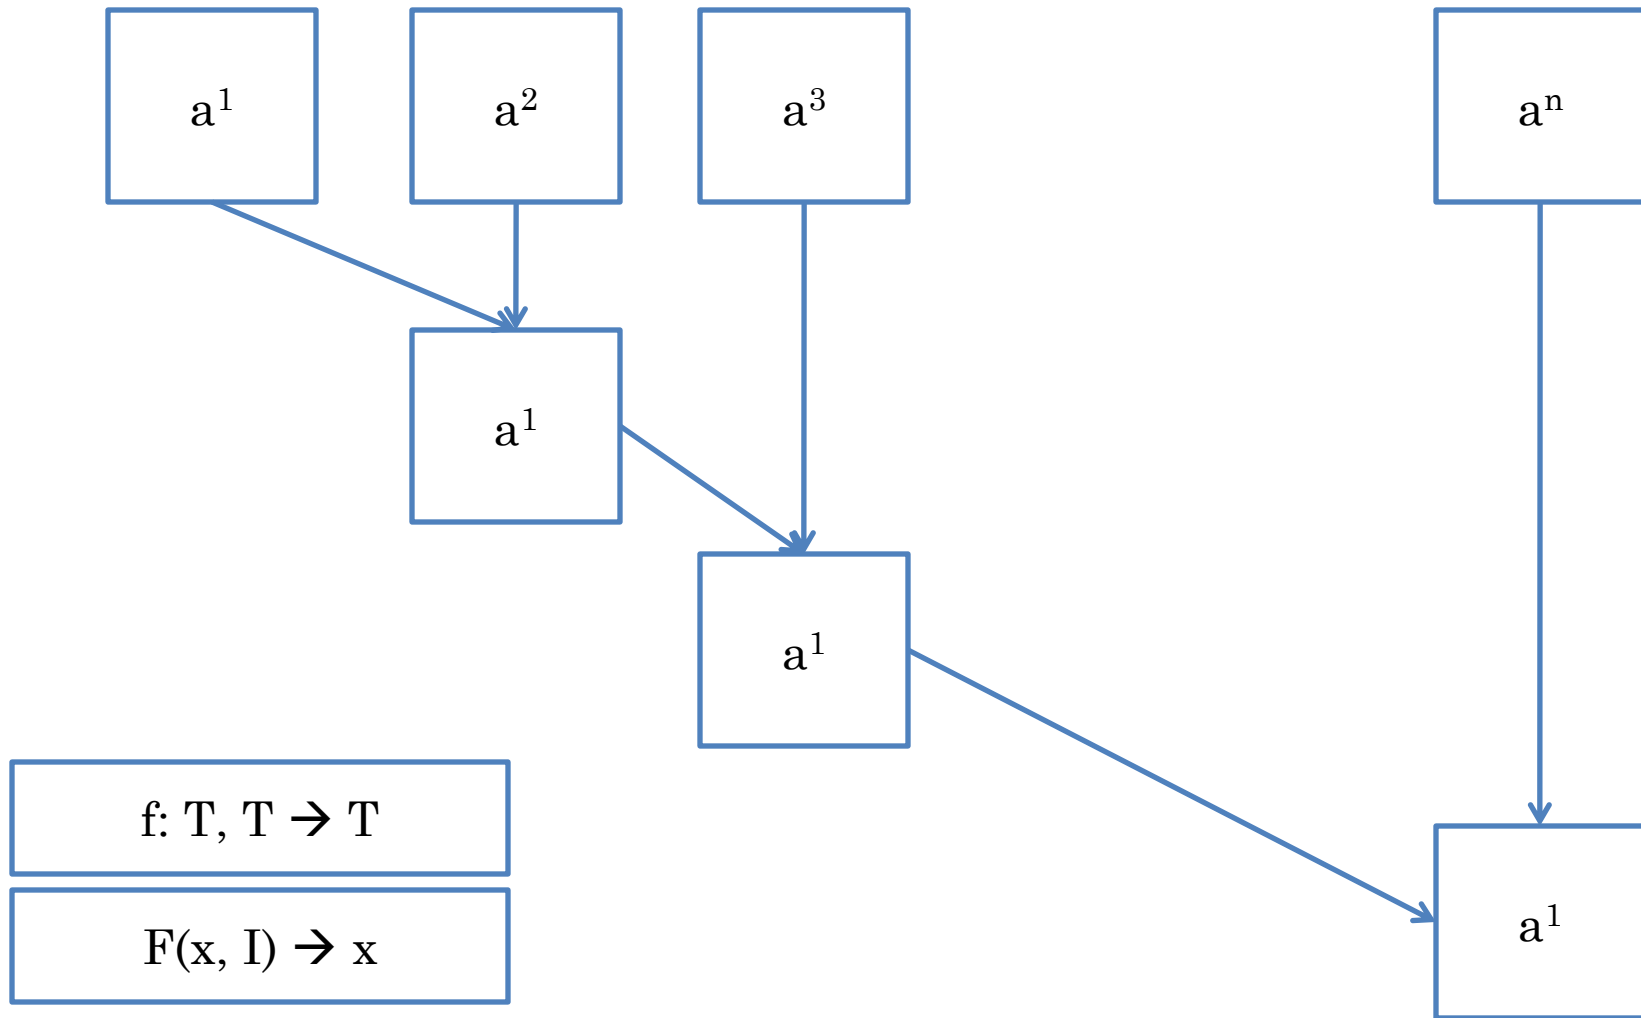 a¹
a²
a³
aⁿ
a¹
a¹
a¹
f: T, T → T
F(x, I) → x